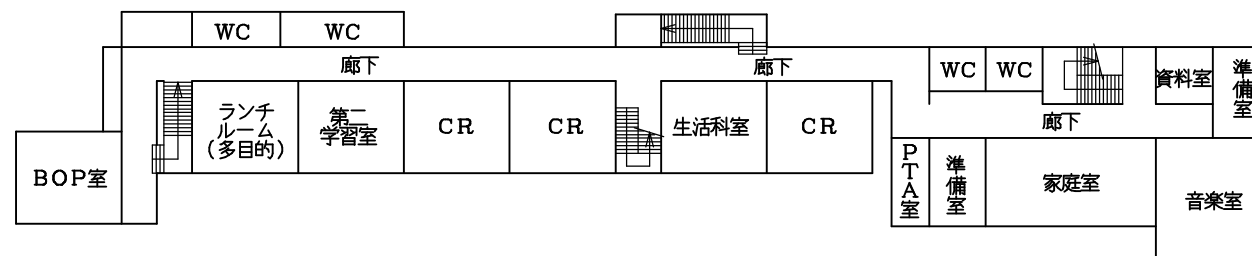 WC
WC
廊下
廊下
WC
WC
資料室
準備室
廊下
ランチ
ルーム
(多目的)
第二
学習室
CR
CR
生活科室
CR
BOP室
PTA室
準備室
家庭室
音楽室